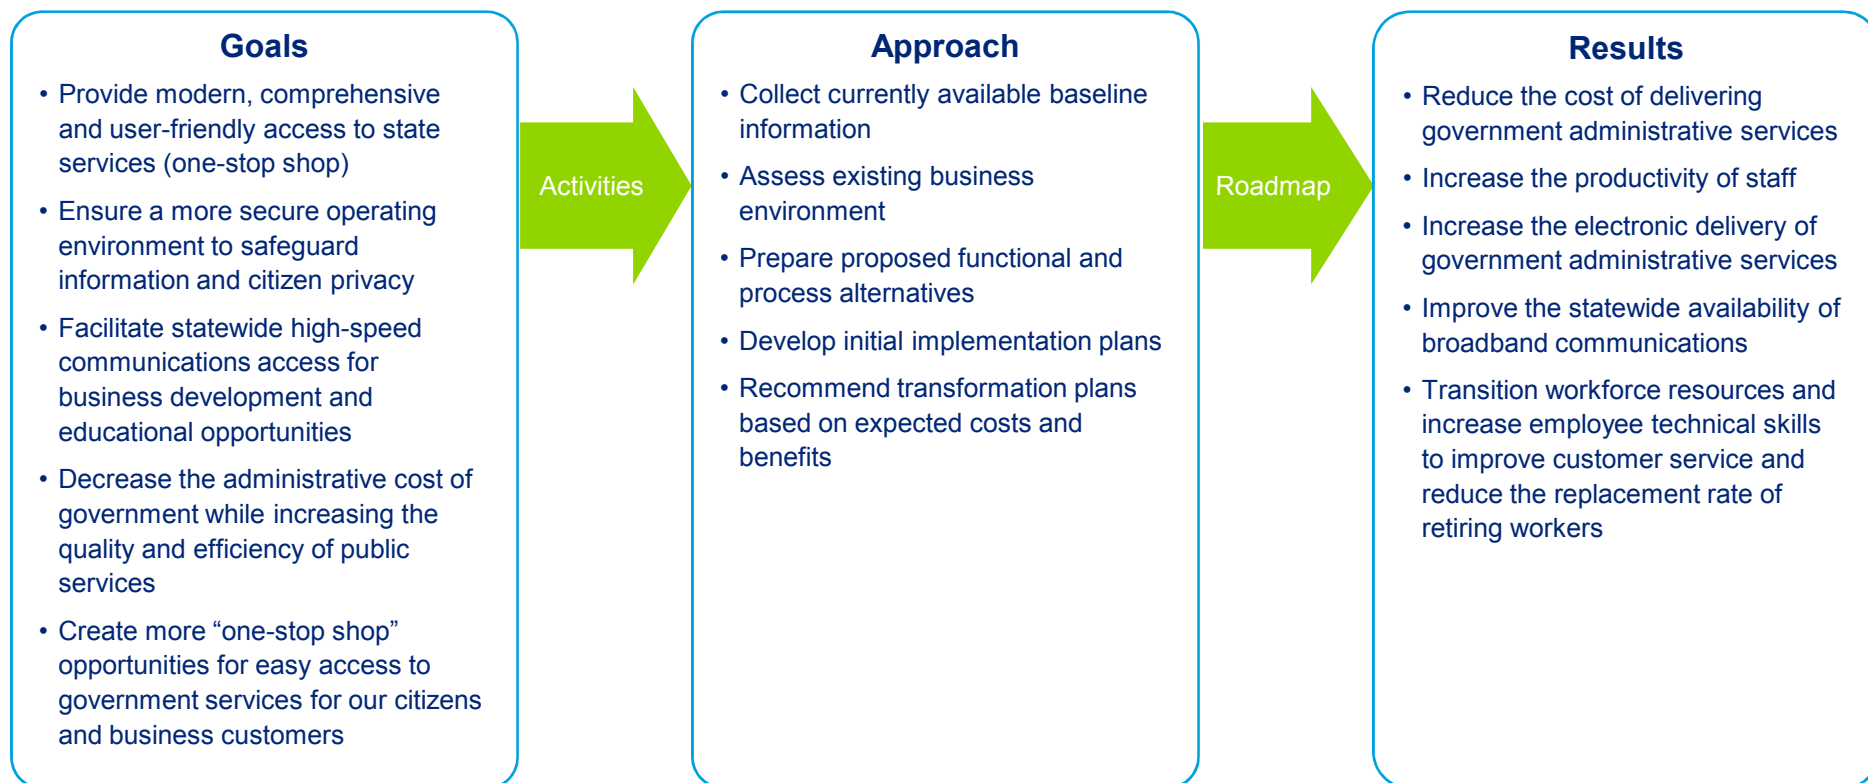 Goals
• Provide modern, comprehensive
and user-friendly access to state
services (one-stop shop)
• Ensure a more secure operating
environment to safeguard
information and citizen privacy
• Facilitate statewide high-speed
communications access for
business development and
educational opportunities
• Decrease the administrative cost of
government while increasing the
quality and efficiency of public
services
• Create more “one-stop shop”
opportunities for easy access to
government services for our citizens
and business customers
Activities
Approach
• Collect currently available baseline
information
• Assess existing business
environment
• Prepare proposed functional and
process alternatives
• Develop initial implementation plans
• Recommend transformation plans
based on expected costs and
benefits
Roadmap
Results
• Reduce the cost of delivering
government administrative services
• Increase the productivity of staff
• Increase the electronic delivery of
government administrative services
• Improve the statewide availability of
broadband communications
• Transition workforce resources and
increase employee technical skills
to improve customer service and
reduce the replacement rate of
retiring workers